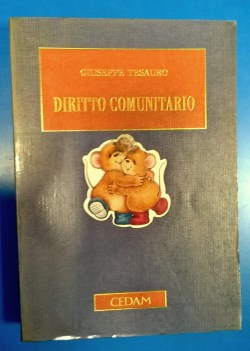 GIUSEPPE TESAURO
DIRITTO COMUNITARIO
CEDAM